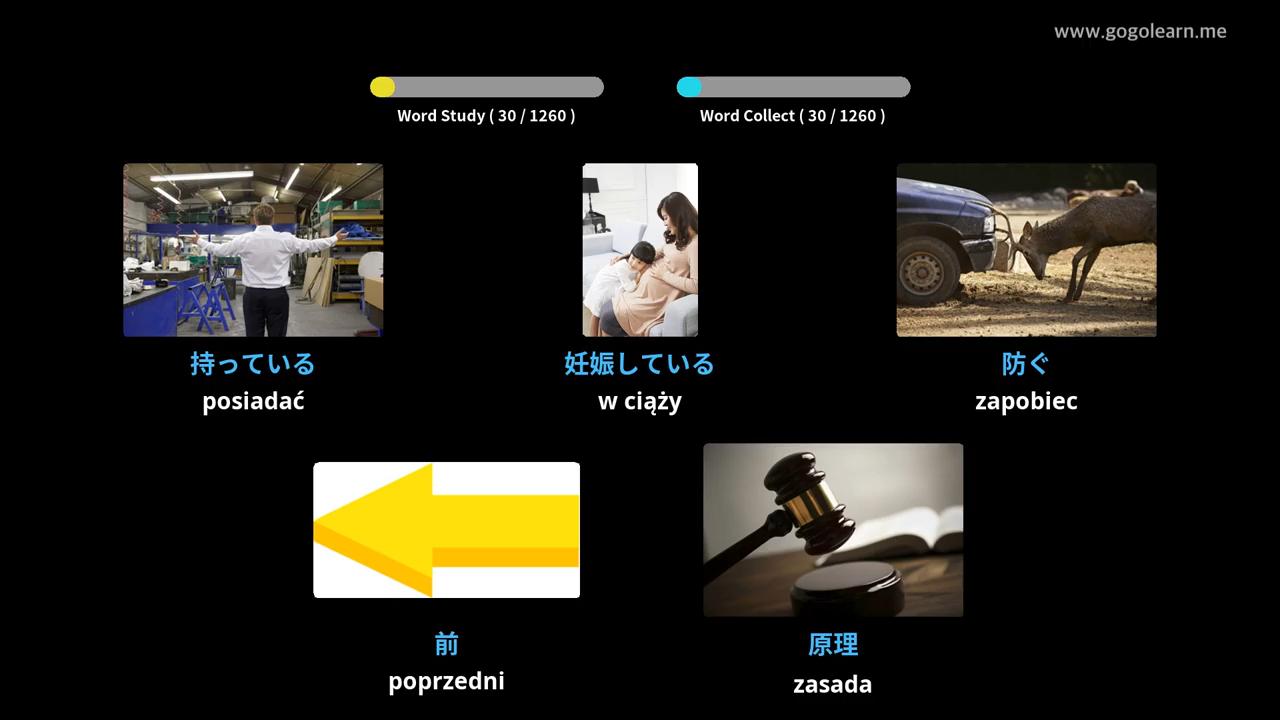 www.gogolearn.me
Word Study ( 30 / 1260 )
Word Collect ( 30 / 1260 )
持っている
posiadać
妊娠している
w ciąży
防ぐ
zapobiec
前
poprzedni
原理
zasada